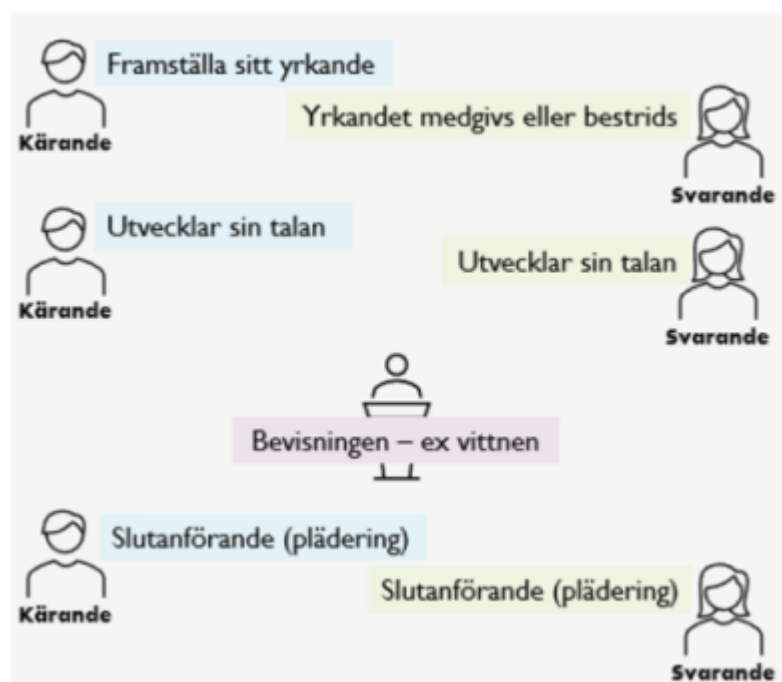 Framställa sitt yrkande
Kärande
Yrkandet medgivs eller bestrids
Svarande
Utvecklar sin talan
Kärande
Utvecklar sin talan
Svarande
Bevisningen – ex vittnen
Slutanförande (plädering)
Kärande
Slutanförande (plädering)
Svarande